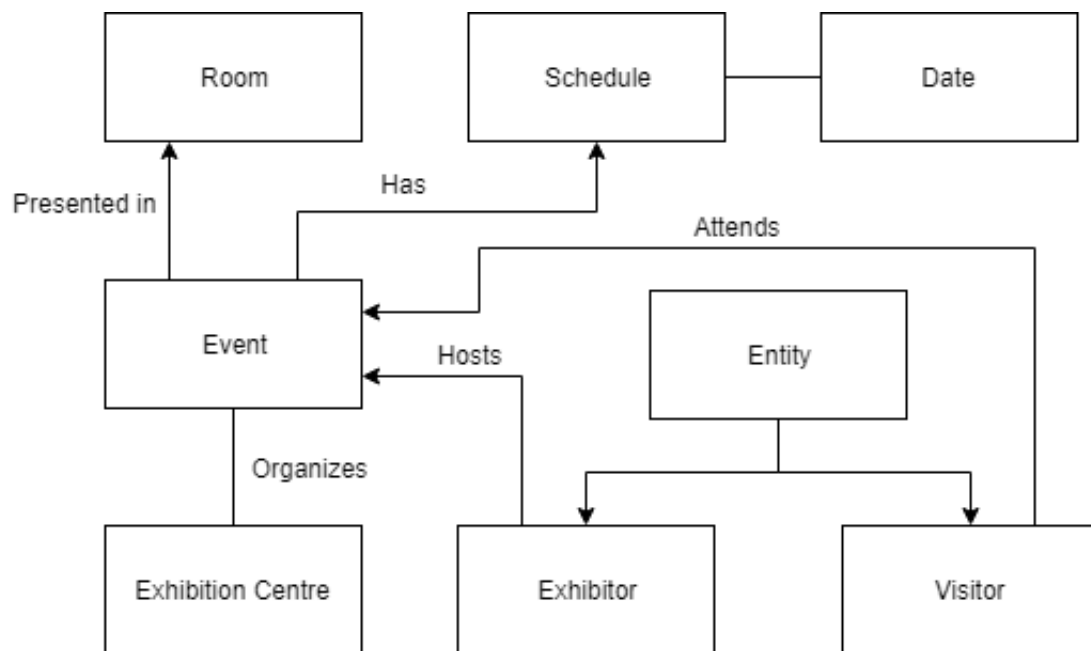 Room
Schedule
Date
Presented in
Has
Attends
Event
Hosts
Entity
Organizes
Exhibition Centre
Exhibitor
Visitor